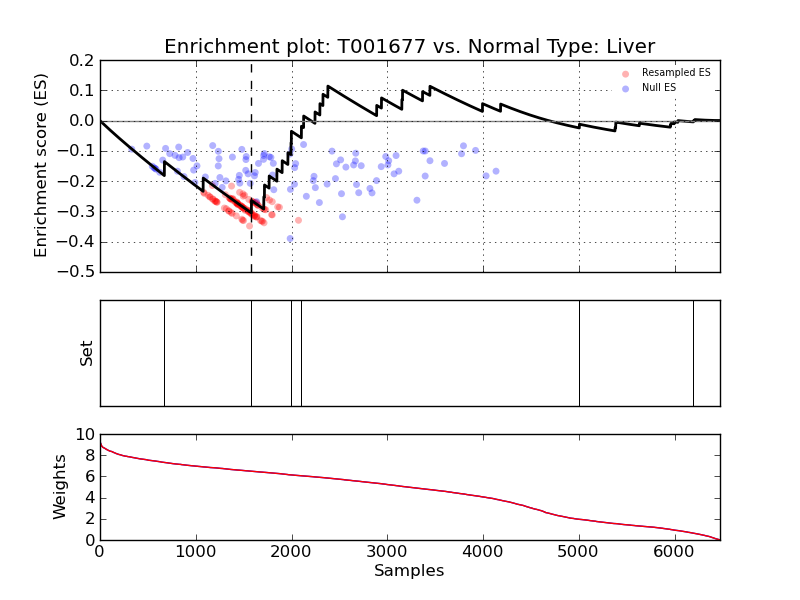 Enrichment plot: T001677 vs. Normal Type: Liver
Enrichment score (ES)
0.2
0.1
0.0
−0.1
−0.2
−0.3
−0.4
−0.5
Resampled ES
Null ES
Set
Weights
10
8
6
4
2
0
0 1000 2000 3000 4000 5000 6000
Samples